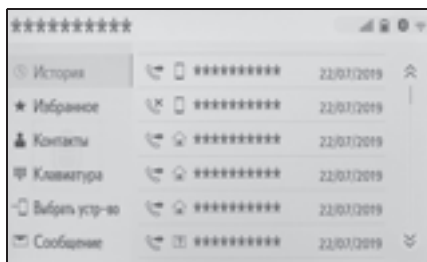 **********
История ********** 22/07/2019
Избранное ********** 22/07/2019
Контакты ********** 22/07/2019
Клавиатура ********** 22/07/2019
Выбрать устр-во ********** 22/07/2019
Сообщение ? ********** 22/07/2019